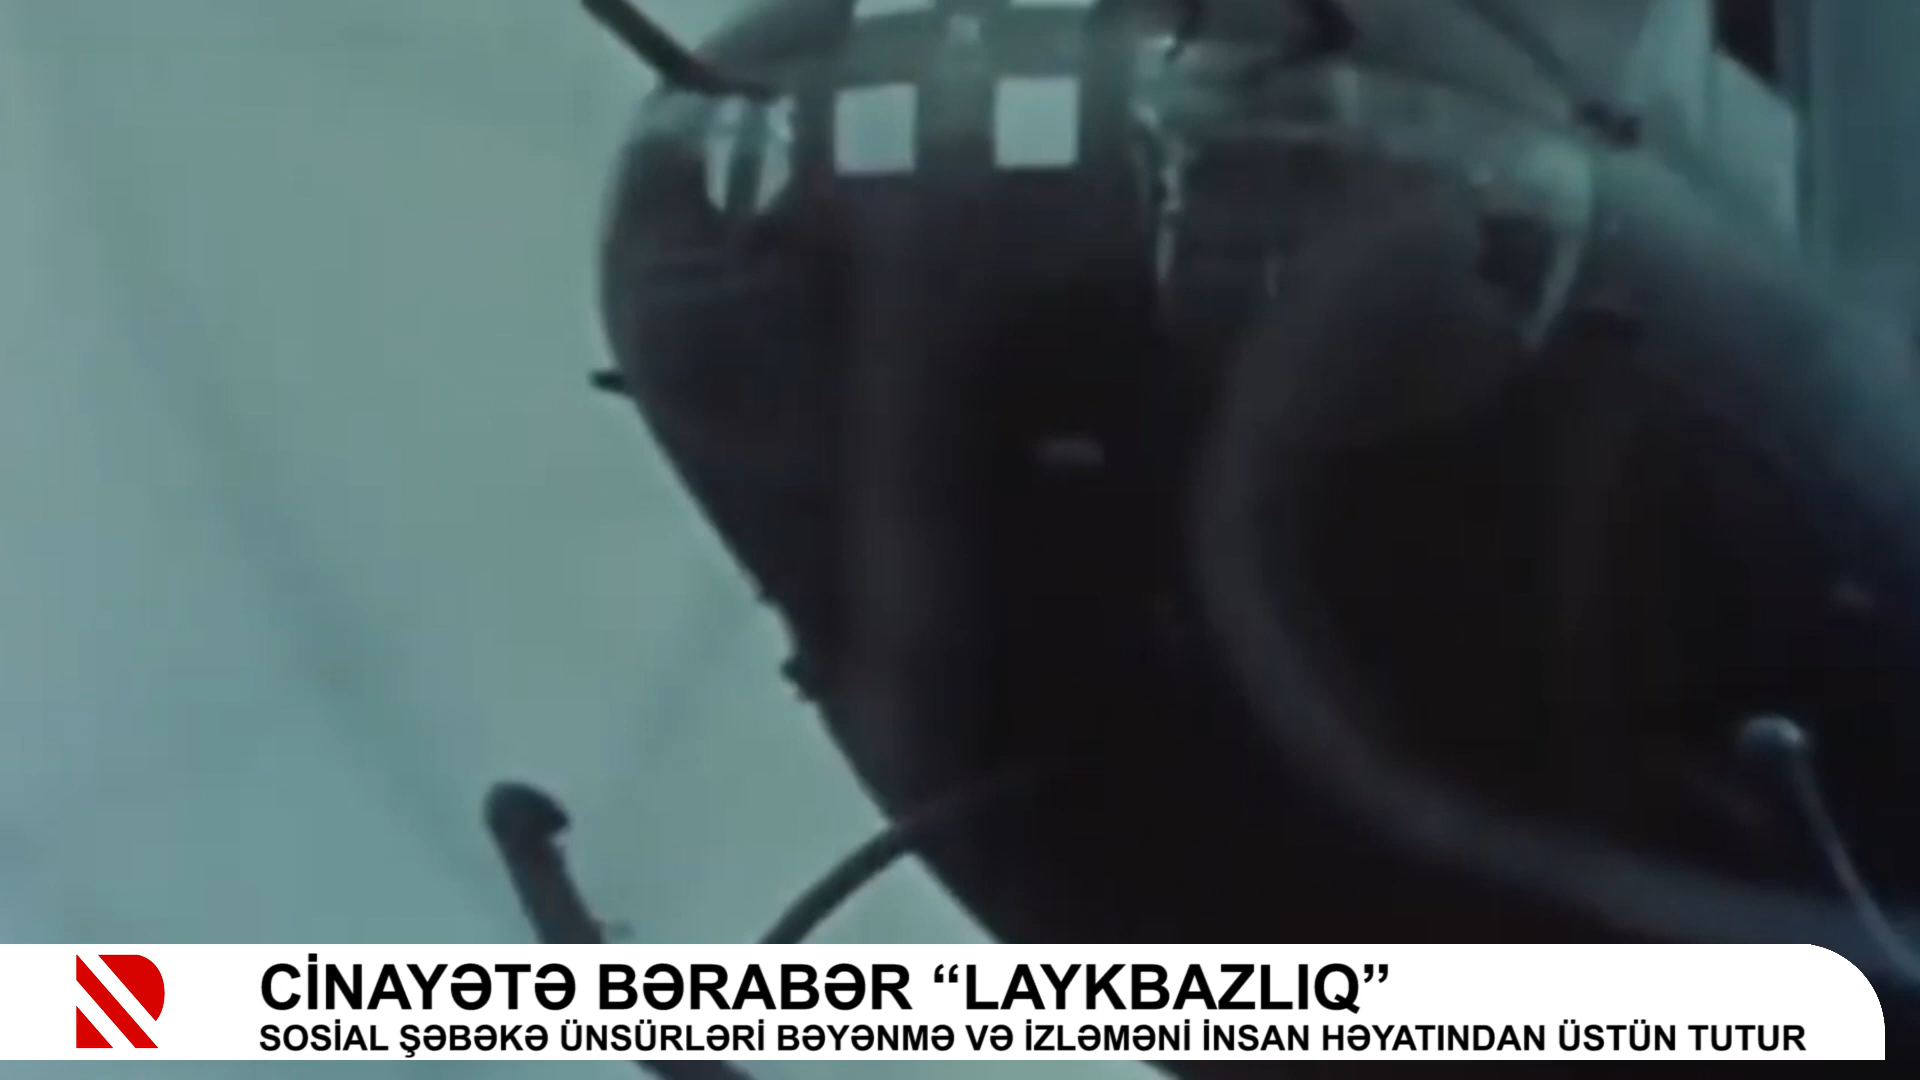 CİNAYƏTƏ BƏRABƏR “LAYKBAZLIQ”
SOSİAL ŞƏBƏKƏ ÜNSÜRLƏRİ BƏYƏNMƏ VƏ İZLƏMƏNİ İNSAN HƏYATINDAN ÜSTÜN TUTUR